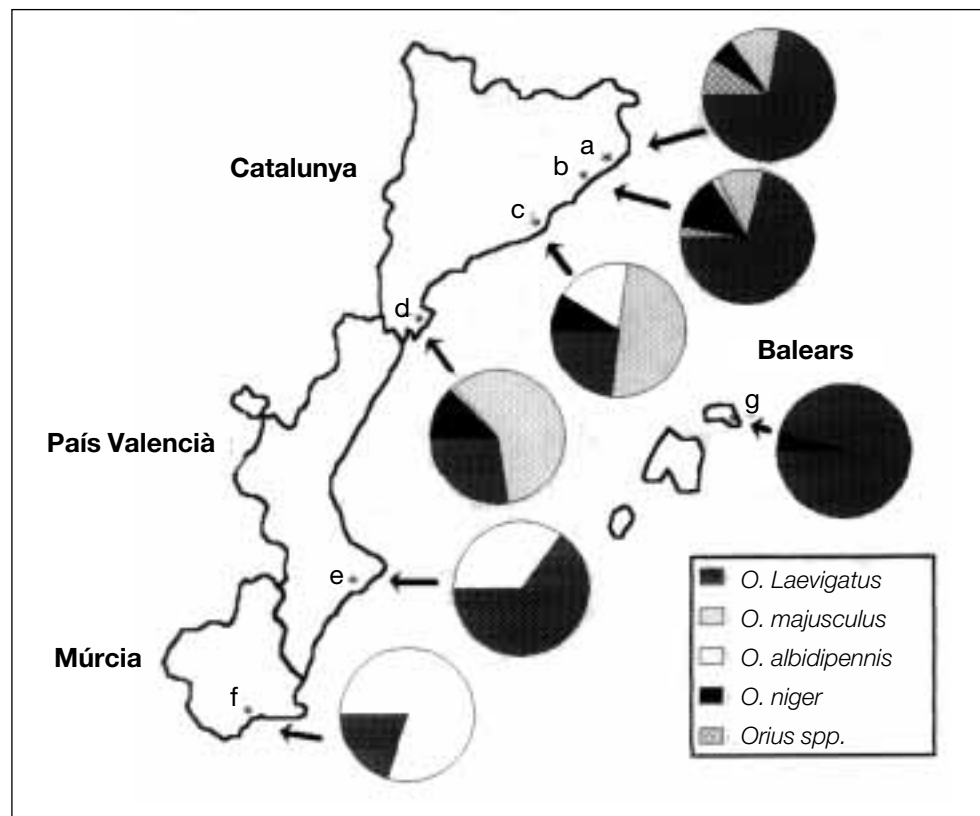 Catalunya
a
b
c
d
Balears
g
País Valencià
e
Múrcia
f
O. Laevigatus
O. majusculus
O. albidipennis
O. niger
Orius spp.